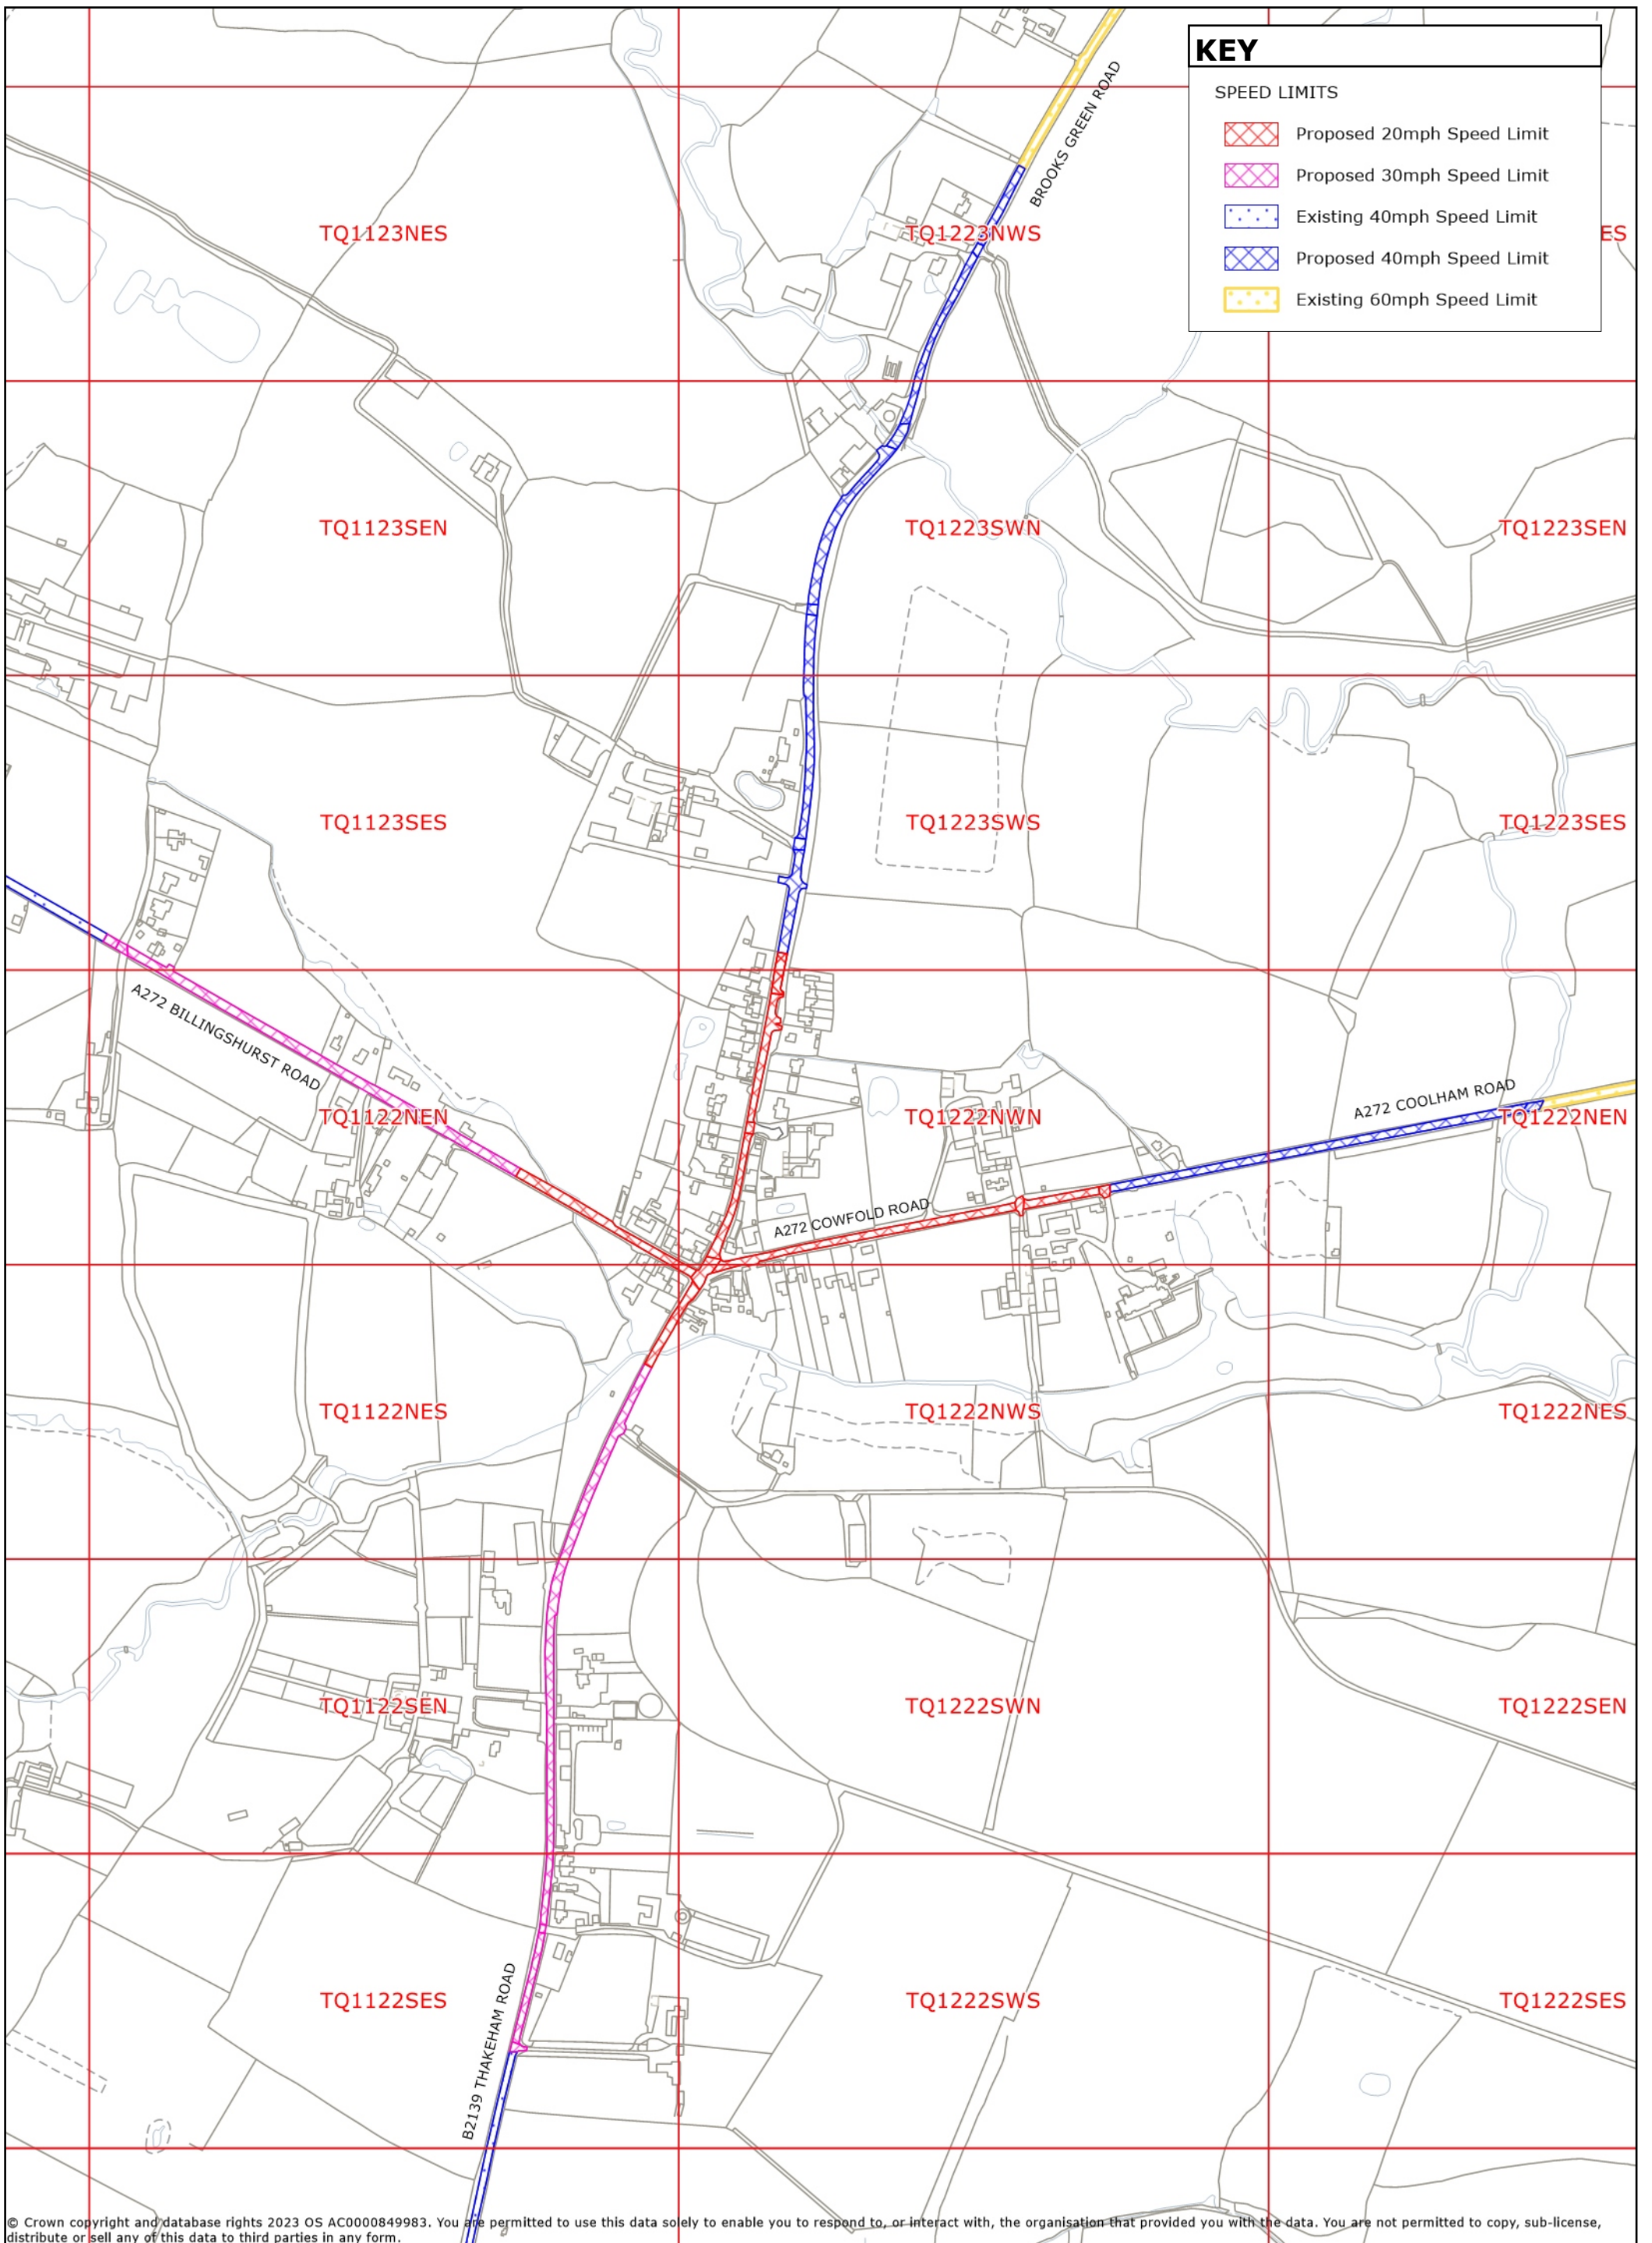 KEY
SPEED LIMITS
Proposed 20mph Speed Limit
Proposed 30mph Speed Limit
Existing 40mph Speed Limit
Proposed 40mph Speed Limit
Existing 60mph Speed Limit
BROOKS GREEN ROAD
TQ1123NES
TQ1223NWS
ES
TQ1123SEN
TQ1223SWN
TQ1223SEN
TQ1123SES
TQ1223SWS
TQ1223SES
A272 BILLINGSHURST ROAD
A272 COOLHAM ROAD
TQ1122NEN
TQ1222NWN
TQ1222NEN
A272 COWFOLD ROAD
TQ1122NES
TQ1222NWS
TQ1222NES
TQ1122SEN
TQ1222SWN
TQ1222SEN
TQ1122SES
TQ1222SWS
TQ1222SES
B2139 THAKEHAM ROAD
© Crown copyright and database rights 2023 OS AC0000849983. You are permitted to use this data solely to enable you to respond to, or interact with, the organisation that provided you with the data. You are not permitted to copy, sub-license,
distribute or sell any of this data to third parties in any form.